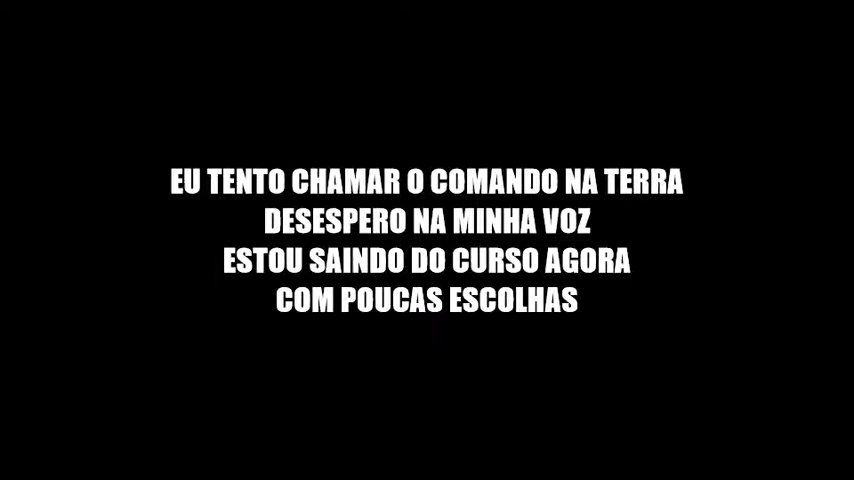 EU TENTO CHAMAR O COMANDO NA TERRA
DESESPERO NA MINHA VOZ
ESTOU SAINDO DO CURSO AGORA
COM POUCAS ESCOLHAS